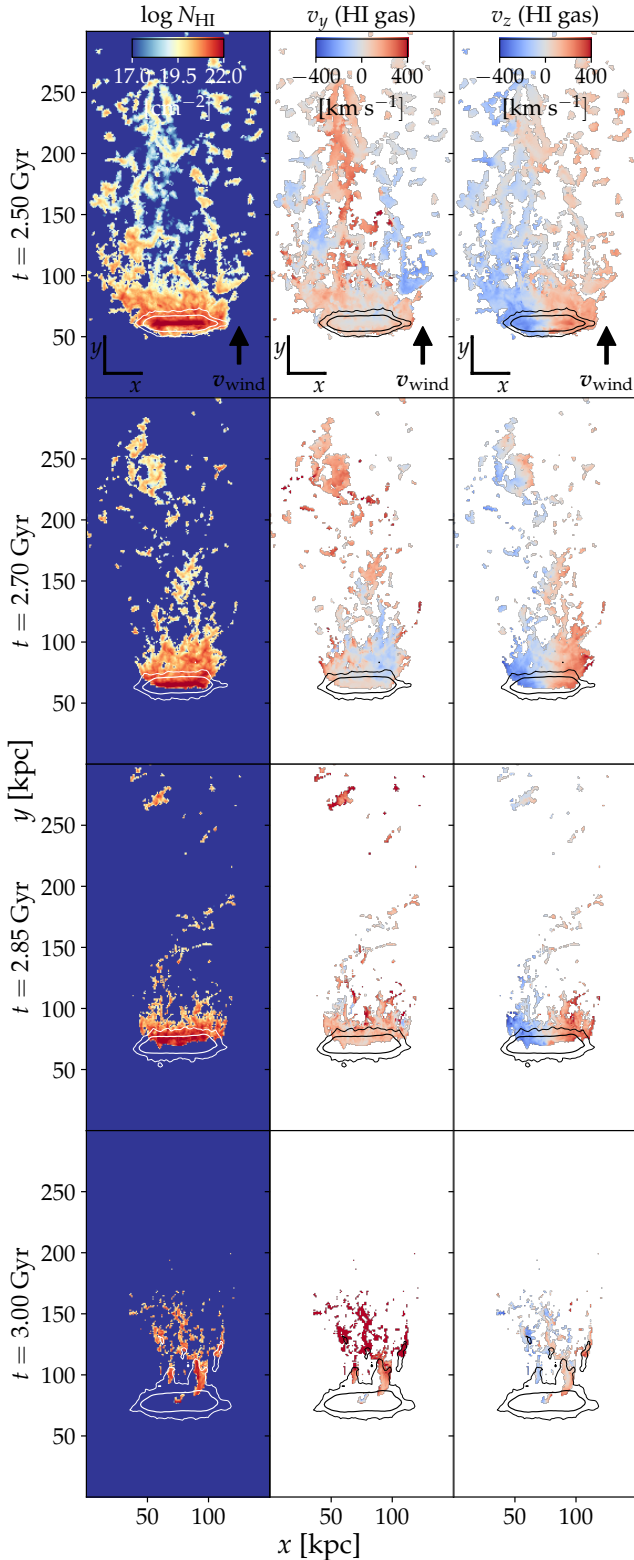 log N_HI
v_y (HI gas)
v_z (HI gas)
17.0 19.5 22.0
[cm⁻²]
−400 0 400
[km s⁻¹]
−400 0 400
[km s⁻¹]
250
200
150
100
50
t = 2.50 Gyr
y
x
v_wind
y
x
v_wind
y
x
v_wind
250
200
150
100
50
t = 2.70 Gyr
y [kpc]
250
200
150
100
50
t = 2.85 Gyr
250
200
150
100
50
t = 3.00 Gyr
50 100
50 100
50 100
x [kpc]